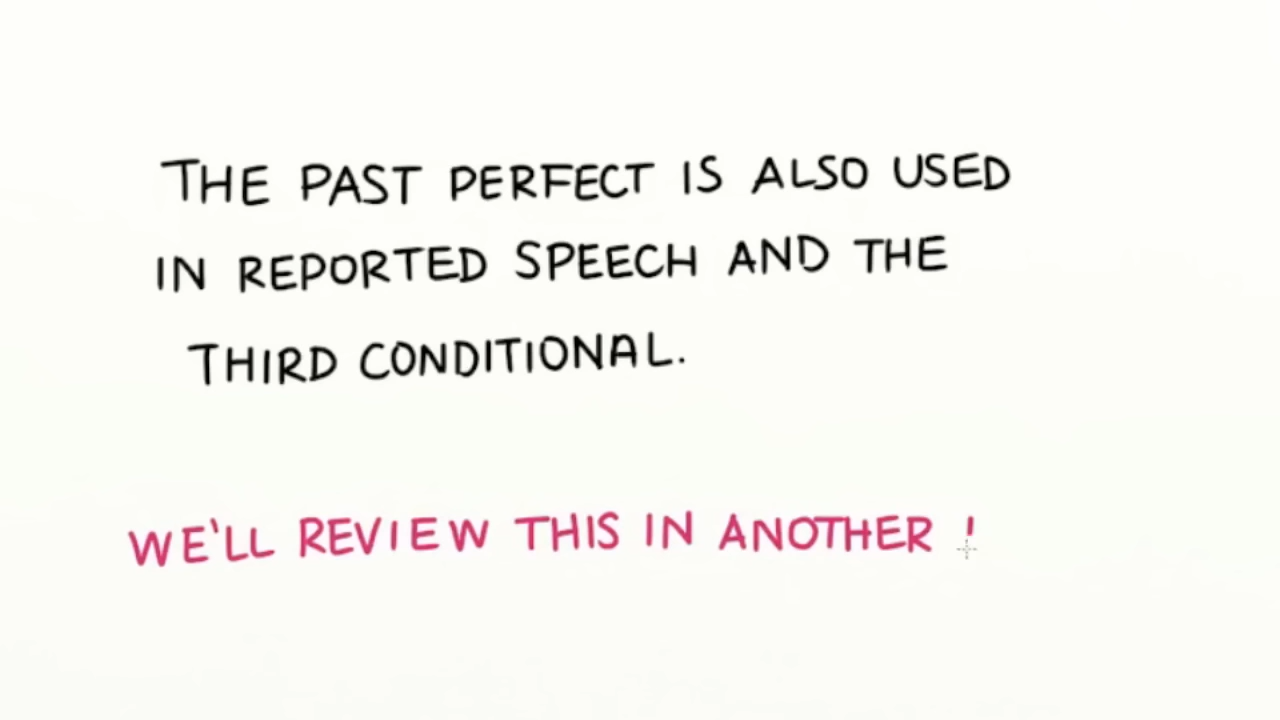 THE PAST PERFECT IS ALSO USED
IN REPORTED SPEECH AND THE
THIRD CONDITIONAL.
WE'LL REVIEW THIS IN ANOTHER